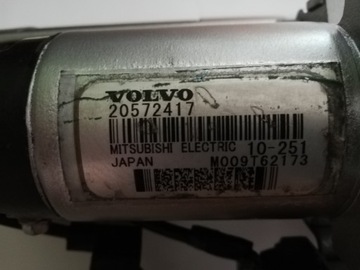 VOLVO
20572417
MITSUBISHI ELECTRIC 10-251
JAPAN M009T62173